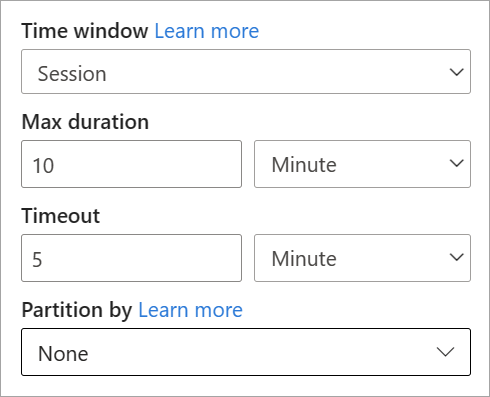 Time window Learn more
Session
Max duration
10 Minute
Timeout
5 Minute
Partition by Learn more
None